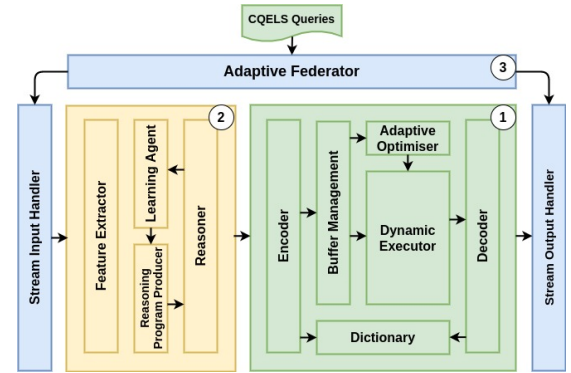 CQELS Queries
Adaptive Federator
3
Stream Input Handler
2
Feature Extractor
Learning Agent
Reasoning
Program Producer
Reasoner
1
Encoder
Buffer Management
Adaptive
Optimiser
Dynamic
Executor
Decoder
Dictionary
Stream Output Handler